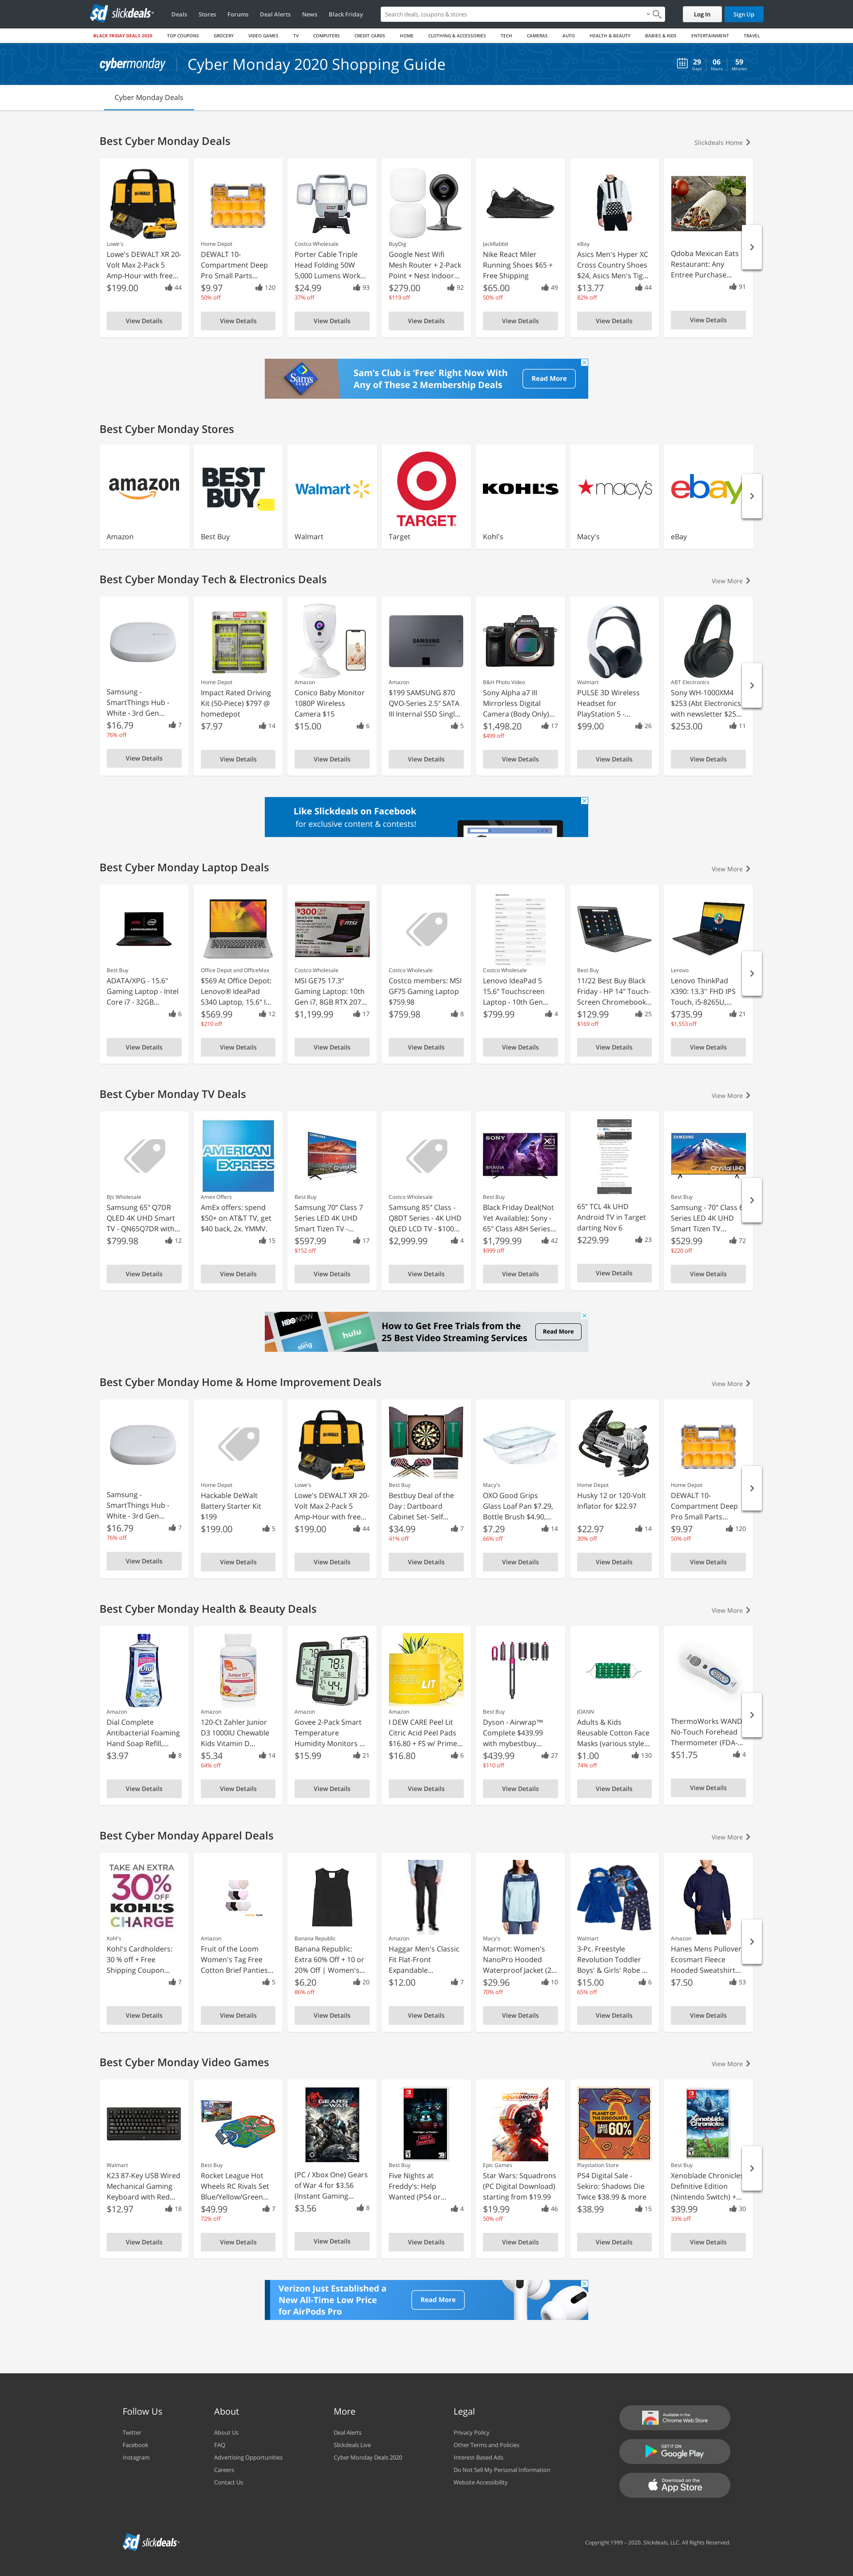 sd slickdeals
Deals
Stores
Forums
Deal Alerts
News
Black Friday
Search deals, coupons & stores
Log In
Sign Up
BLACK FRIDAY DEALS 2020
TOP COUPONS
GROCERY
VIDEO GAMES
TV
COMPUTERS
CREDIT CARDS
HOME
CLOTHING & ACCESSORIES
TECH
CAMERAS
AUTO
HEALTH & BEAUTY
BABIES & KIDS
ENTERTAINMENT
TRAVEL
cybermonday
Cyber Monday 2020 Shopping Guide
29 06 59
Days Hours Minutes
Cyber Monday Deals
Best Cyber Monday Deals
Slickdeals Home
Lowe's
Lowe's DEWALT XR 20-
Volt Max 2-Pack 5
Amp-Hour with free...
$199.00 44
View Details
Home Depot
DEWALT 10-
Compartment Deep
Pro Small Parts...
$9.97 120
50% off
View Details
Costco Wholesale
Porter Cable Triple
Head Folding 50W
5,000 Lumens Work...
$24.99 93
37% off
View Details
BuyDig
Google Nest Wifi
Mesh Router + 2-Pack
Point + Nest Indoor...
$279.00 92
$119 off
View Details
JackRabbit
Nike React Miler
Running Shoes $65 +
Free Shipping
$65.00 49
50% off
View Details
eBay
Asics Men's Hyper XC
Cross Country Shoes
$24, Asics Men's Tig...
$13.77 44
82% off
View Details
Qdoba Mexican Eats
Restaurant: Any
Entree Purchase...
91
View Details
Sam's
Sam's Club is 'Free' Right Now With
Any of These 2 Membership Deals
Read More
Best Cyber Monday Stores
amazon
Amazon
BEST
BUY
Best Buy
Walmart
Walmart
TARGET
Target
KOHL'S
Kohl's
macy's
Macy's
ebay
eBay
Best Cyber Monday Tech & Electronics Deals
View More
Samsung -
SmartThings Hub -
White - 3rd Gen...
$16.79 7
76% off
View Details
Home Depot
Impact Rated Driving
Kit (50-Piece) $797 @
homedepot
$7.97 14
View Details
Amazon
Conico Baby Monitor
1080P Wireless
Camera $15
$15.00 6
View Details
SAMSUNG
Amazon
$199 SAMSUNG 870
QVO-Series 2.5" SATA
III Internal SSD Singl...
5
View Details
B&H Photo Video
Sony Alpha a7 III
Mirrorless Digital
Camera (Body Only)...
$1,498.20 17
$499 off
View Details
Walmart
PULSE 3D Wireless
Headset for
PlayStation 5 -...
$99.00 26
View Details
ABT Electronics
Sony WH-1000XM4
$253 (Abt Electronics
with newsletter $25...
$253.00 11
View Details
Like Slickdeals on Facebook
for exclusive content & contests!
Best Cyber Monday Laptop Deals
View More
Best Buy
ADATA/XPG - 15.6"
Gaming Laptop - Intel
Core i7 - 32GB...
6
View Details
Office Depot and OfficeMax
$569 At Office Depot:
Lenovo® IdeaPad
S340 Laptop, 15.6" I...
$569.99 12
$210 off
View Details
$300
msi
Costco Wholesale
MSI GE75 17.3"
Gaming Laptop: 10th
Gen i7, 8GB RTX 207...
$1,199.99 17
View Details
Costco Wholesale
Costco members: MSI
GF75 Gaming Laptop
$759.98
$759.98 8
View Details
Costco Wholesale
Lenovo IdeaPad 5
15.6" Touchscreen
Laptop - 10th Gen...
$799.99 4
View Details
Best Buy
11/22 Best Buy Black
Friday - HP 14" Touch-
Screen Chromebook...
$129.99 25
$169 off
View Details
Lenovo
Lenovo ThinkPad
X390: 13.3'' FHD IPS
Touch, i5-8265U,...
$735.99 21
$1,553 off
View Details
Best Cyber Monday TV Deals
View More
BJs Wholesale
Samsung 65" Q7DR
QLED 4K UHD Smart
TV - QN65Q7DR with...
$799.98 12
View Details
AMERICAN
EXPRESS
Amex Offers
AmEx offers: spend
$50+ on AT&T TV, get
$40 back, 2x. YMMV.
15
View Details
Best Buy
Samsung 70" Class 7
Series LED 4K UHD
Smart Tizen TV -...
$597.99 17
$152 off
View Details
Costco Wholesale
Samsung 85" Class -
Q8DT Series - 4K UHD
QLED LCD TV - $100...
$2,999.99 4
View Details
SONY
BRAVIA
Best Buy
Black Friday Deal(Not
Yet Available): Sony -
65" Class A8H Series...
$1,799.99 42
$999 off
View Details
65" TCL 4k UHD
Android TV in Target
darting Nov 6
$229.99 23
View Details
SAMSUNG
Crystal UHD
Best Buy
Samsung - 70" Class 6
Series LED 4K UHD
Smart Tizen TV...
$529.99 72
$220 off
View Details
HBO NOW
hulu
sling
How to Get Free Trials from the
25 Best Video Streaming Services
Read More
Best Cyber Monday Home & Home Improvement Deals
View More
Samsung -
SmartThings Hub -
White - 3rd Gen...
$16.79 7
76% off
View Details
Home Depot
Hackable DeWalt
Battery Starter Kit
$199
$199.00 5
View Details
Lowe's
Lowe's DEWALT XR 20-
Volt Max 2-Pack 5
Amp-Hour with free...
$199.00 44
View Details
Best Buy
Bestbuy Deal of the
Day : Dartboard
Cabinet Set- Self...
$34.99 7
41% off
View Details
Macy's
OXO Good Grips
Glass Loaf Pan $7.29,
Bottle Brush $4.90,...
$7.29 14
66% off
View Details
Home Depot
Husky 12 or 120-Volt
Inflator for $22.97
$22.97 14
30% off
View Details
Home Depot
DEWALT 10-
Compartment Deep
Pro Small Parts...
$9.97 120
50% off
View Details
Best Cyber Monday Health & Beauty Deals
View More
Dial
Amazon
Dial Complete
Antibacterial Foaming
Hand Soap Refill,...
$3.97 8
View Details
Amazon
120-Ct Zahler Junior
D3 1000IU Chewable
Kids Vitamin D...
$5.34 14
64% off
View Details
Amazon
Govee 2-Pack Smart
Temperature
Humidity Monitors ...
$15.99 21
View Details
PEEL
LIT
Amazon
I DEW CARE Peel Lit
Citric Acid Peel Pads
$16.80 + FS w/ Prime...
$16.80 6
View Details
Best Buy
Dyson - Airwrap™
Complete $439.99
with mybestbuy...
$439.99 27
$110 off
View Details
JOANN
Adults & Kids
Reusable Cotton Face
Masks (various style...
$1.00 130
74% off
View Details
ThermoWorks WAND
No-Touch Forehead
Thermometer (FDA-...
$51.75 4
View Details
Best Cyber Monday Apparel Deals
View More
TAKE AN EXTRA
30%
OFF
KOHL'S
CHARGE
Kohl's
Kohl's Cardholders:
30 % off + Free
Shipping Coupon...
7
View Details
Amazon
Fruit of the Loom
Women's Tag Free
Cotton Brief Panties...
5
View Details
Banana Republic
Banana Republic:
Extra 60% Off + 10 or
20% Off | Women's...
$6.20 20
86% off
View Details
Amazon
Haggar Men's Classic
Fit Flat-Front
Expandable...
$12.00 7
View Details
Macy's
Marmot: Women's
NanoPro Hooded
Waterproof Jacket (2...
$29.96 10
70% off
View Details
Walmart
3-Pc. Freestyle
Revolution Toddler
Boys' & Girls' Robe ...
$15.00 6
65% off
View Details
Amazon
Hanes Mens Pullover
Ecosmart Fleece
Hooded Sweatshirt...
$7.50 53
View Details
Best Cyber Monday Video Games
View More
Walmart
K23 87-Key USB Wired
Mechanical Gaming
Keyboard with Red...
$12.97 18
View Details
Best Buy
Rocket League Hot
Wheels RC Rivals Set
Blue/Yellow/Green...
$49.99 7
72% off
View Details
GEARS
(PC / Xbox One) Gears
of War 4 for $3.56
(Instant Gaming...
$3.56 8
View Details
Best Buy
Five Nights at
Freddy's: Help
Wanted (PS4 or...
4
View Details
SQUADRONS
Epic Games
Star Wars: Squadrons
(PC Digital Download)
starting from $19.99
$19.99 46
50% off
View Details
PLANET OF
THE DISCOUNTS
60%
Playstation Store
PS4 Digital Sale -
Sekiro: Shadows Die
Twice $38.99 & more
$38.99 15
View Details
Xenoblade
Chronicles
Best Buy
Xenoblade Chronicles
Definitive Edition
(Nintendo Switch) +...
$39.99 30
33% off
View Details
Verizon Just Established a
New All-Time Low Price
for AirPods Pro
Read More
Follow Us
Twitter
Facebook
Instagram
About
About Us
FAQ
Advertising Opportunities
Careers
Contact Us
More
Deal Alerts
Slickdeals Live
Cyber Monday Deals 2020
Legal
Privacy Policy
Other Terms and Policies
Interest-Based Ads
Do Not Sell My Personal Information
Website Accessibility
Available in the
Chrome Web Store
GET IT ON
Google Play
Download on the
App Store
sd slickdeals
Copyright 1999 - 2020. Slickdeals, LLC. All Rights Reserved.